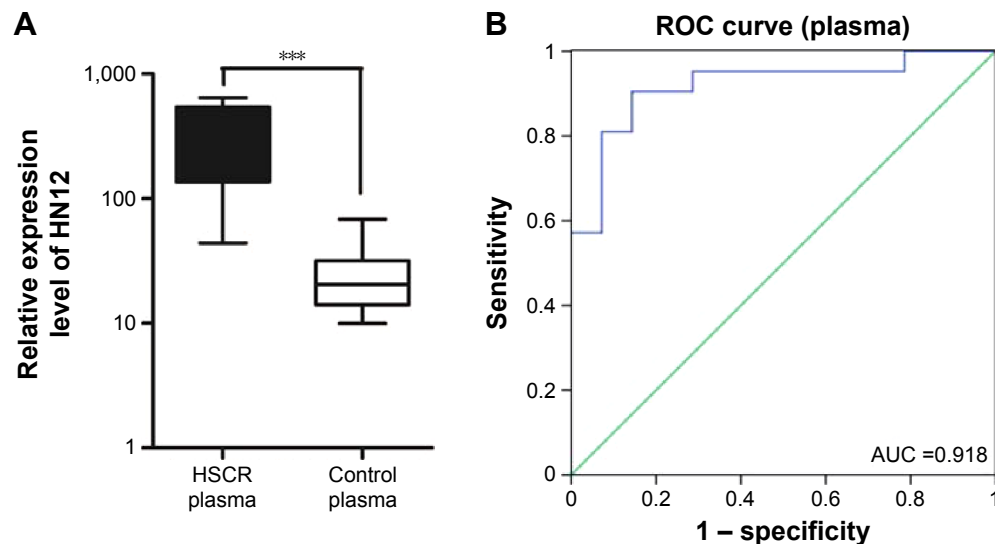 A
Relative expression
level of HN12
1,000
100
10
1
***
HSCR
plasma
Control
plasma
B
ROC curve (plasma)
Sensitivity
1
0.8
0.6
0.4
0.2
0
AUC =0.918
0
0.2
0.4
0.6
0.8
1
1 – specificity